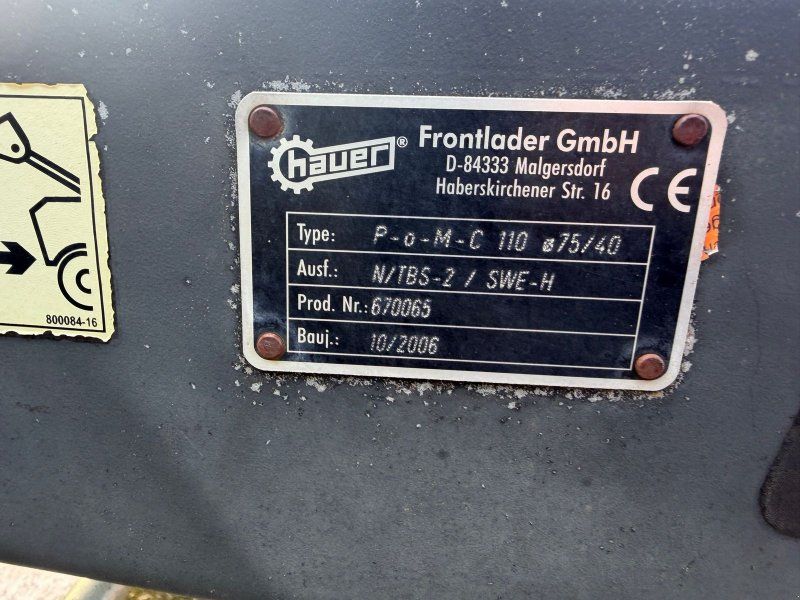 hauer®
Frontlader GmbH
D-84333 Malgersdorf
Haberskirchener Str. 16
CE
Type: P-o-M-C 110 ø75/40
Ausf.: N/TBS-2 / SWE-H
Prod. Nr.: 670065
Bauj.: 10/2006
800084-16